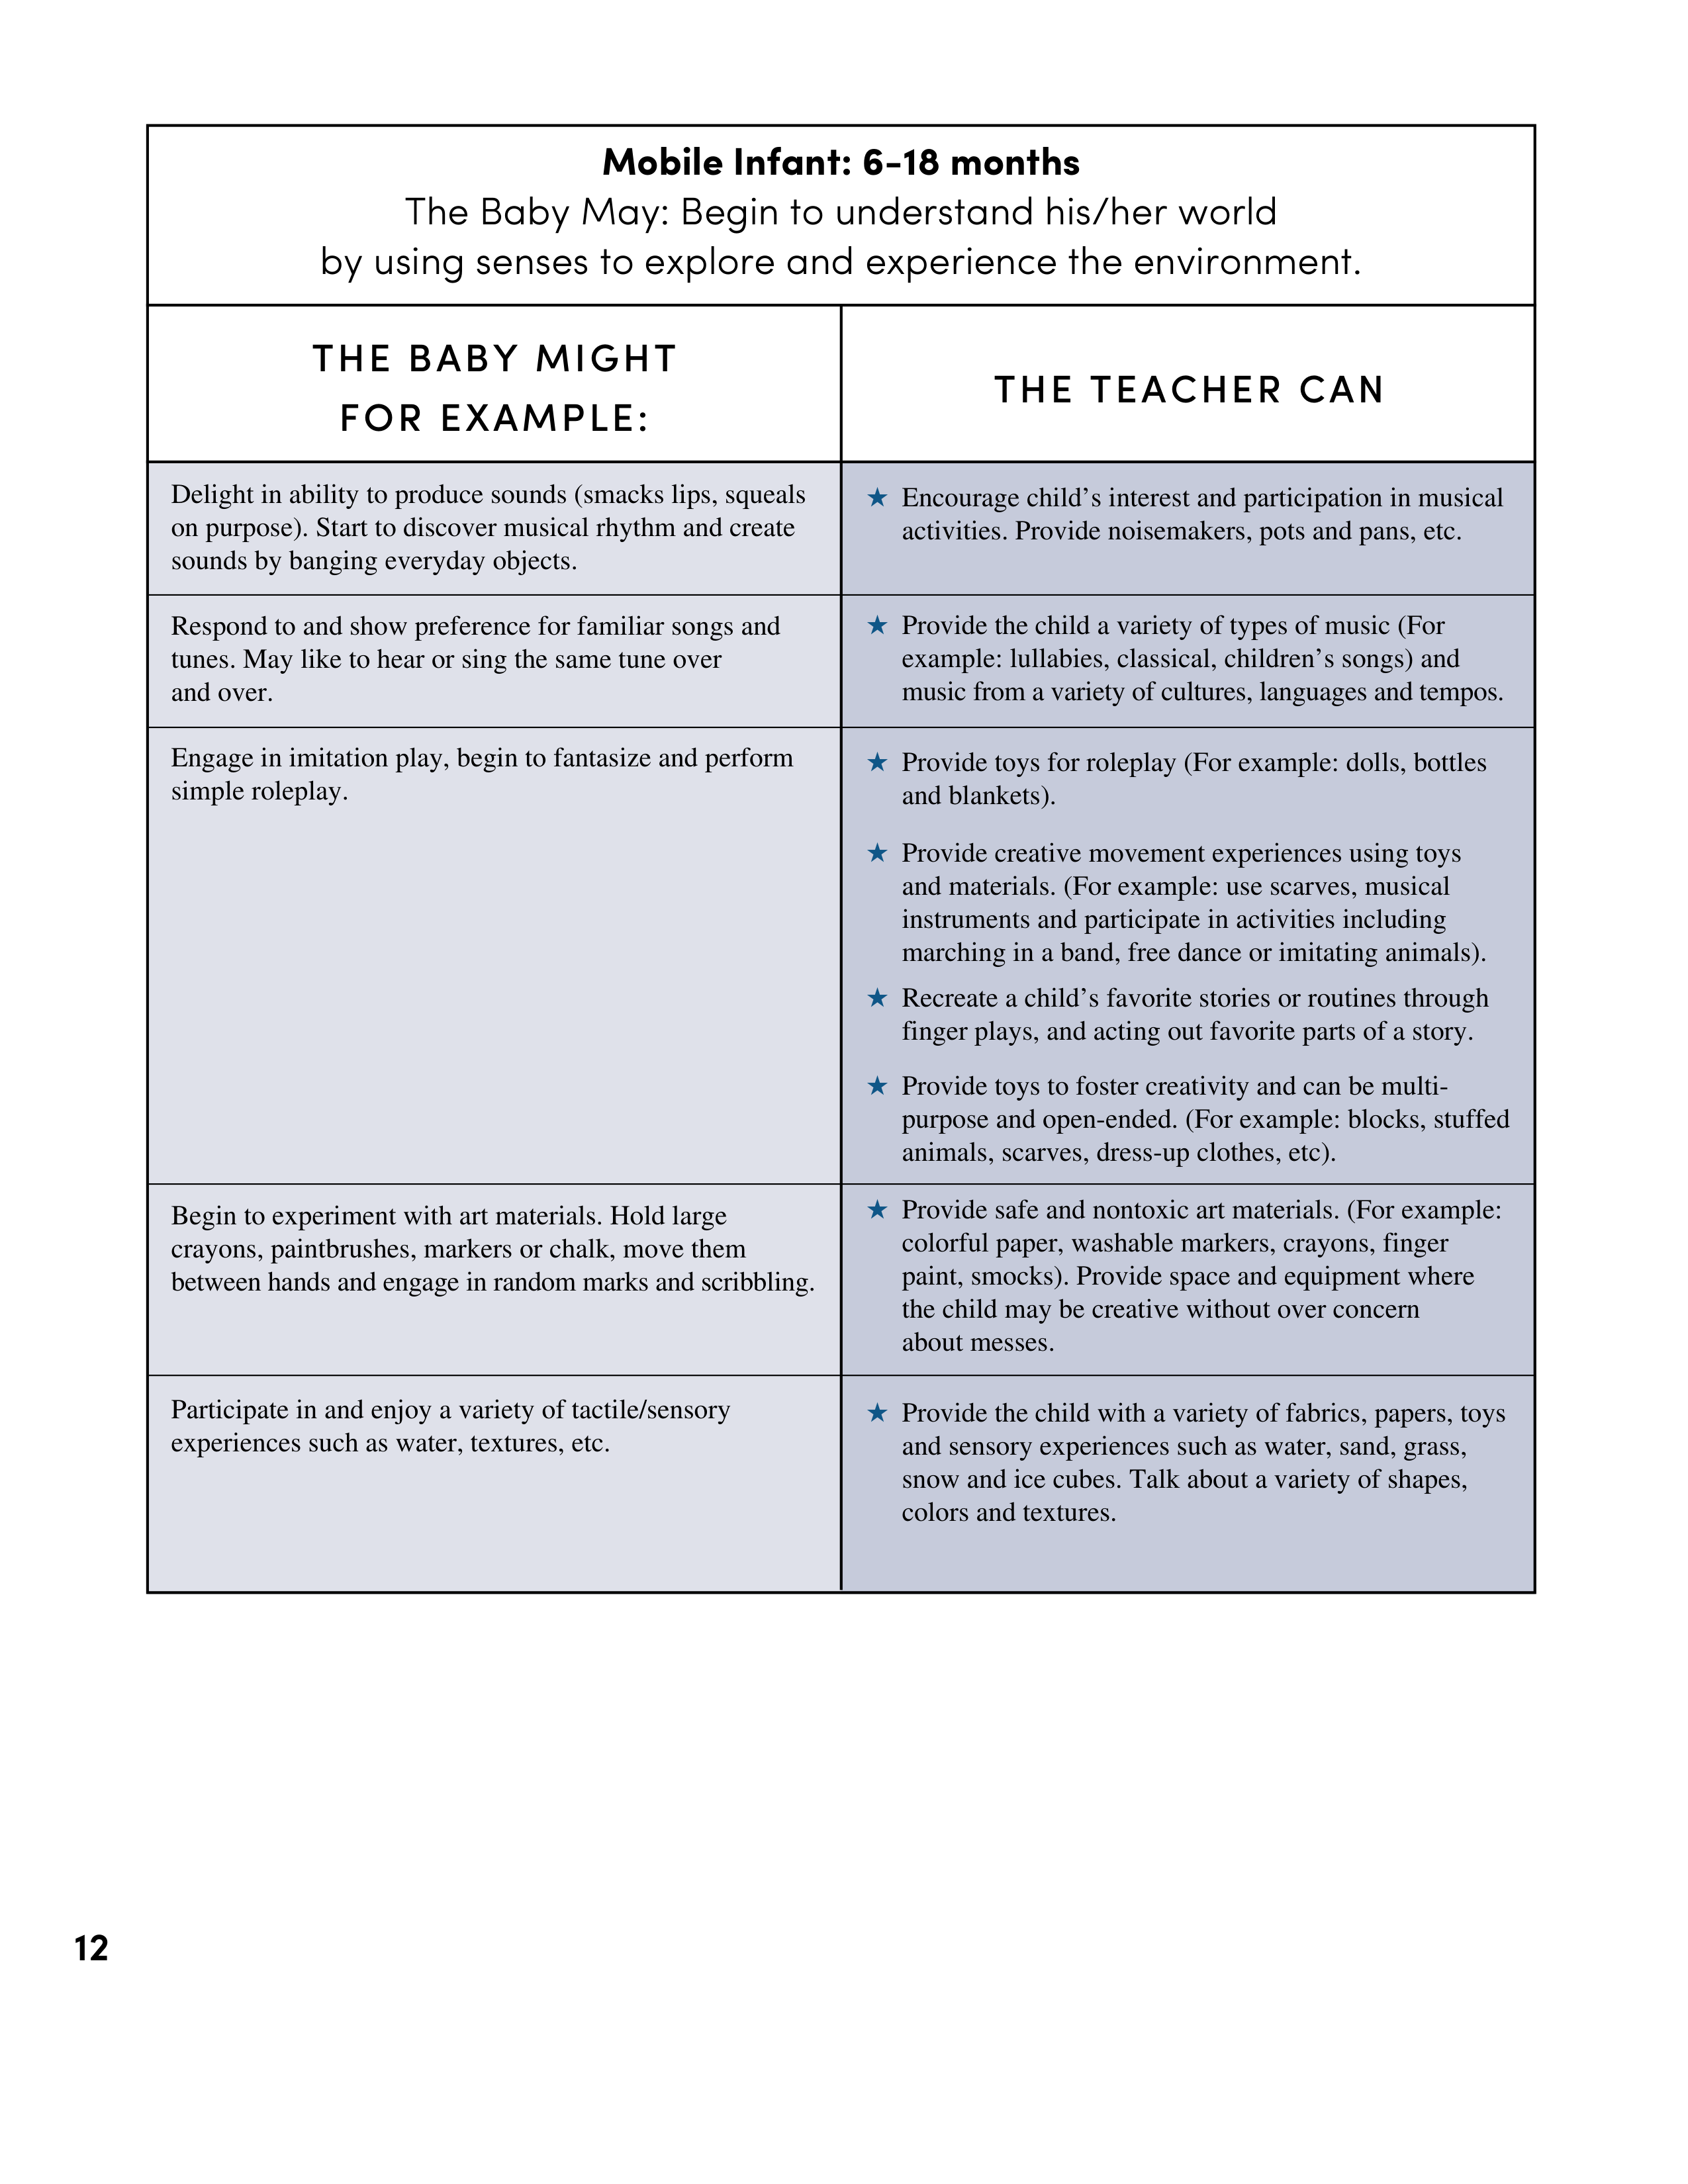 Mobile Infant: 6-18 months
The Baby May: Begin to understand his/her world
by using senses to explore and experience the environment.
THE BABY MIGHT
FOR EXAMPLE:
THE TEACHER CAN
Delight in ability to produce sounds (smacks lips, squeals
on purpose). Start to discover musical rhythm and create
sounds by banging everyday objects.
★ Encourage child’s interest and participation in musical
activities. Provide noisemakers, pots and pans, etc.
Respond to and show preference for familiar songs and
tunes. May like to hear or sing the same tune over
and over.
★ Provide the child a variety of types of music (For
example: lullabies, classical, children’s songs) and
music from a variety of cultures, languages and tempos.
Engage in imitation play, begin to fantasize and perform
simple roleplay.
★ Provide toys for roleplay (For example: dolls, bottles
and blankets).
★ Provide creative movement experiences using toys
and materials. (For example: use scarves, musical
instruments and participate in activities including
marching in a band, free dance or imitating animals).
★ Recreate a child’s favorite stories or routines through
finger plays, and acting out favorite parts of a story.
★ Provide toys to foster creativity and can be multi-
purpose and open-ended. (For example: blocks, stuffed
animals, scarves, dress-up clothes, etc).
Begin to experiment with art materials. Hold large
crayons, paintbrushes, markers or chalk, move them
between hands and engage in random marks and scribbling.
★ Provide safe and nontoxic art materials. (For example:
colorful paper, washable markers, crayons, finger
paint, smocks). Provide space and equipment where
the child may be creative without over concern
about messes.
Participate in and enjoy a variety of tactile/sensory
experiences such as water, textures, etc.
★ Provide the child with a variety of fabrics, papers, toys
and sensory experiences such as water, sand, grass,
snow and ice cubes. Talk about a variety of shapes,
colors and textures.
12